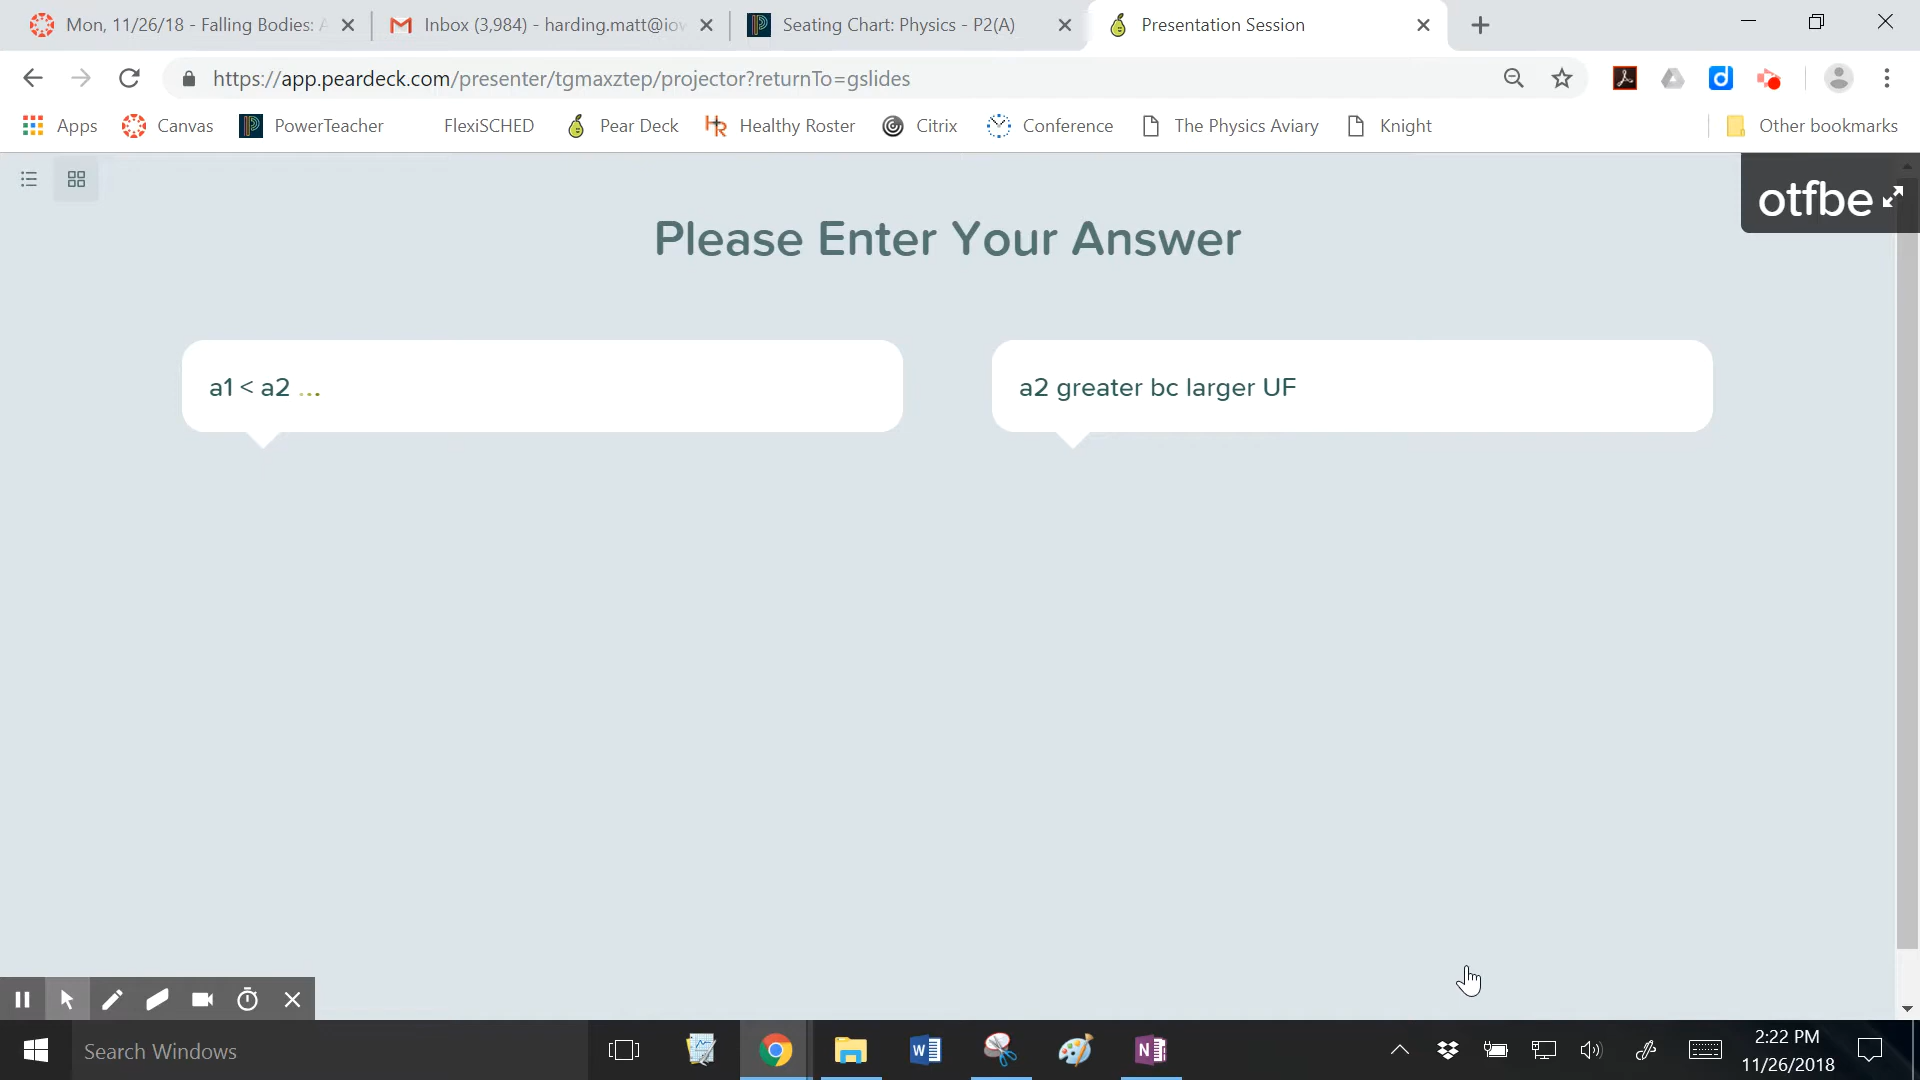 Mon, 11/26/18 - Falling Bodies:
Inbox (3,984) - harding.matt@iow
Seating Chart: Physics - P2(A)
Presentation Session
https://app.peardeck.com/presenter/tgmaxztep/projector?returnTo=gslides
Apps
Canvas
PowerTeacher
FlexiSCHED
Pear Deck
Healthy Roster
Citrix
Conference
The Physics Aviary
Knight
Other bookmarks
otfbe
Please Enter Your Answer
a1 < a2 ...
a2 greater bc larger UF
Search Windows
2:22 PM
11/26/2018